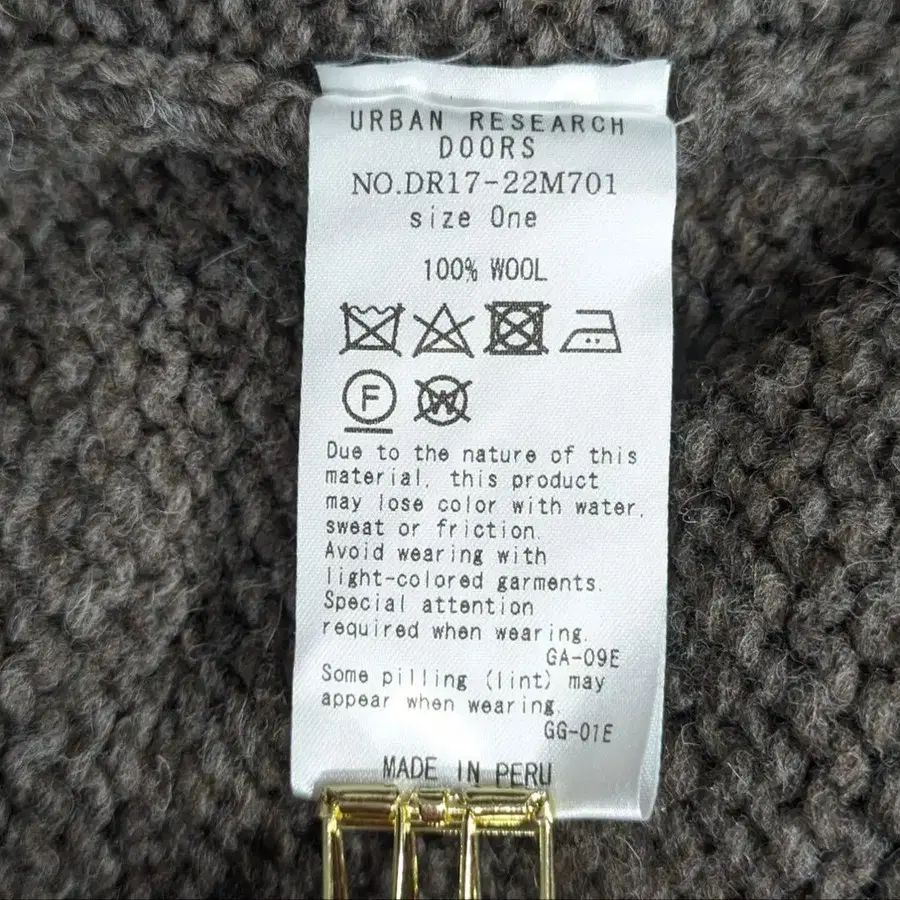 URBAN RESEARCH
DOORS
NO.DR17-22M701
size One
100% WOOL
F W
Due to the nature of this
material, this product
may lose color with water,
sweat or friction.
Avoid wearing with
light-colored garments.
Special attention
required when wearing.
GA-09E
Some pilling (lint) may
appear when wearing.
GG-01E
MADE IN PERU